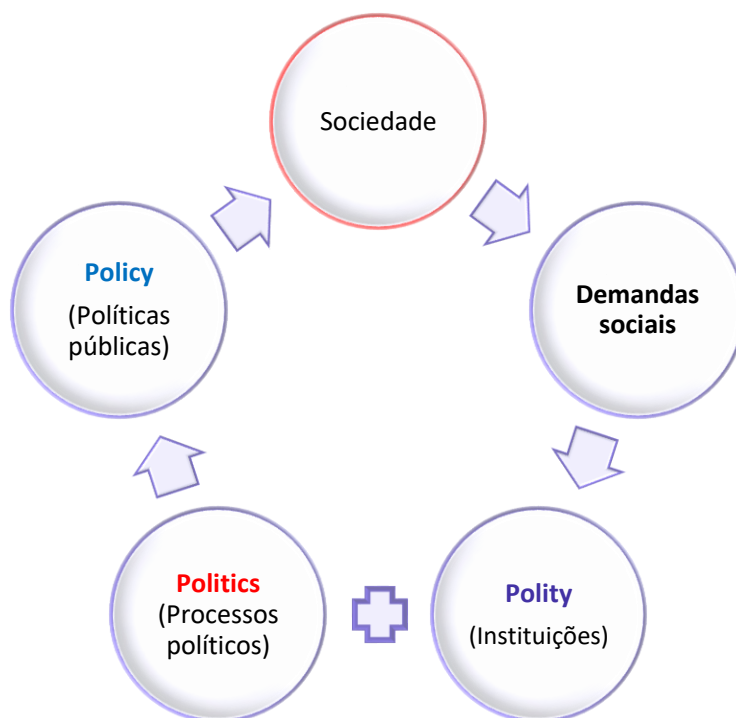 Sociedade
Demandas
sociais
Polity
(Instituições)
Politics
(Processos
políticos)
Policy
(Políticas
públicas)